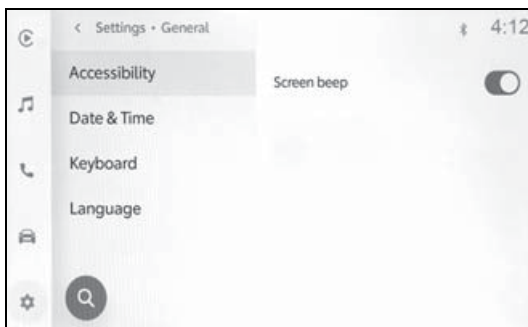 Settings • General
4:12
Accessibility
Screen beep
Date & Time
Keyboard
Language